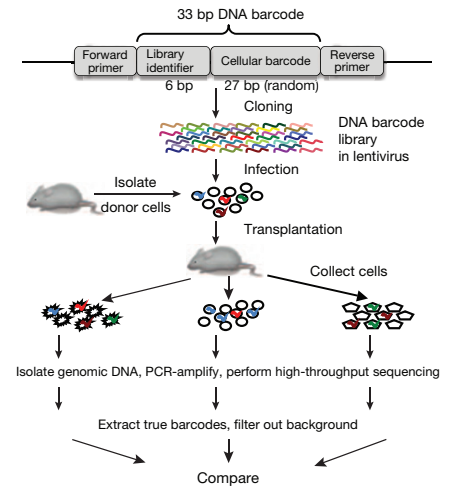 33 bp DNA barcode
Forward
primer
Library
identifier
Cellular barcode
Reverse
primer
6 bp
27 bp (random)
Cloning
DNA barcode
library
in lentivirus
Infection
Isolate
donor cells
Transplantation
Collect cells
Isolate genomic DNA, PCR-amplify, perform high-throughput sequencing
Extract true barcodes, filter out background
Compare